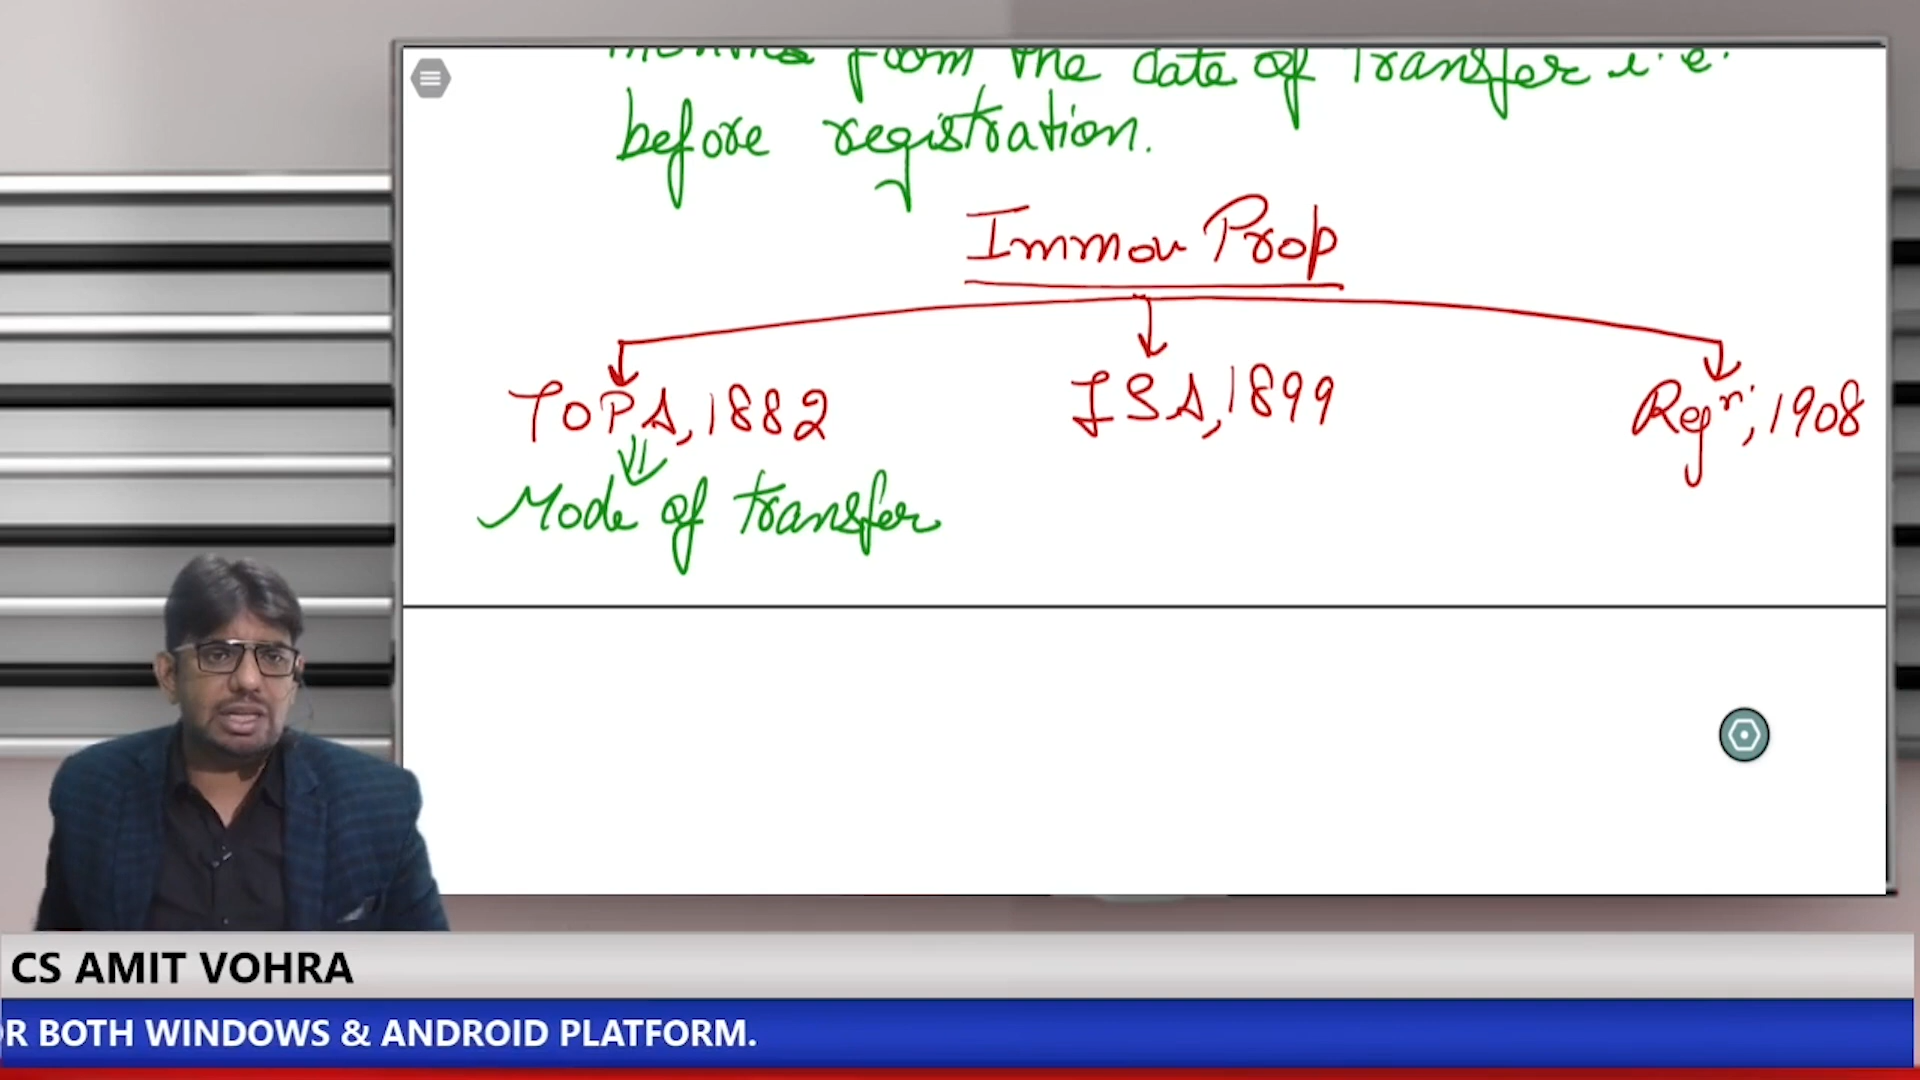 from the date of Transfer i.e.
before registration.
Immov Prop
TOPA, 1882
ISA, 1899
Regn, 1908
Mode of transfer
CS AMIT VOHRA
R BOTH WINDOWS & ANDROID PLATFORM.